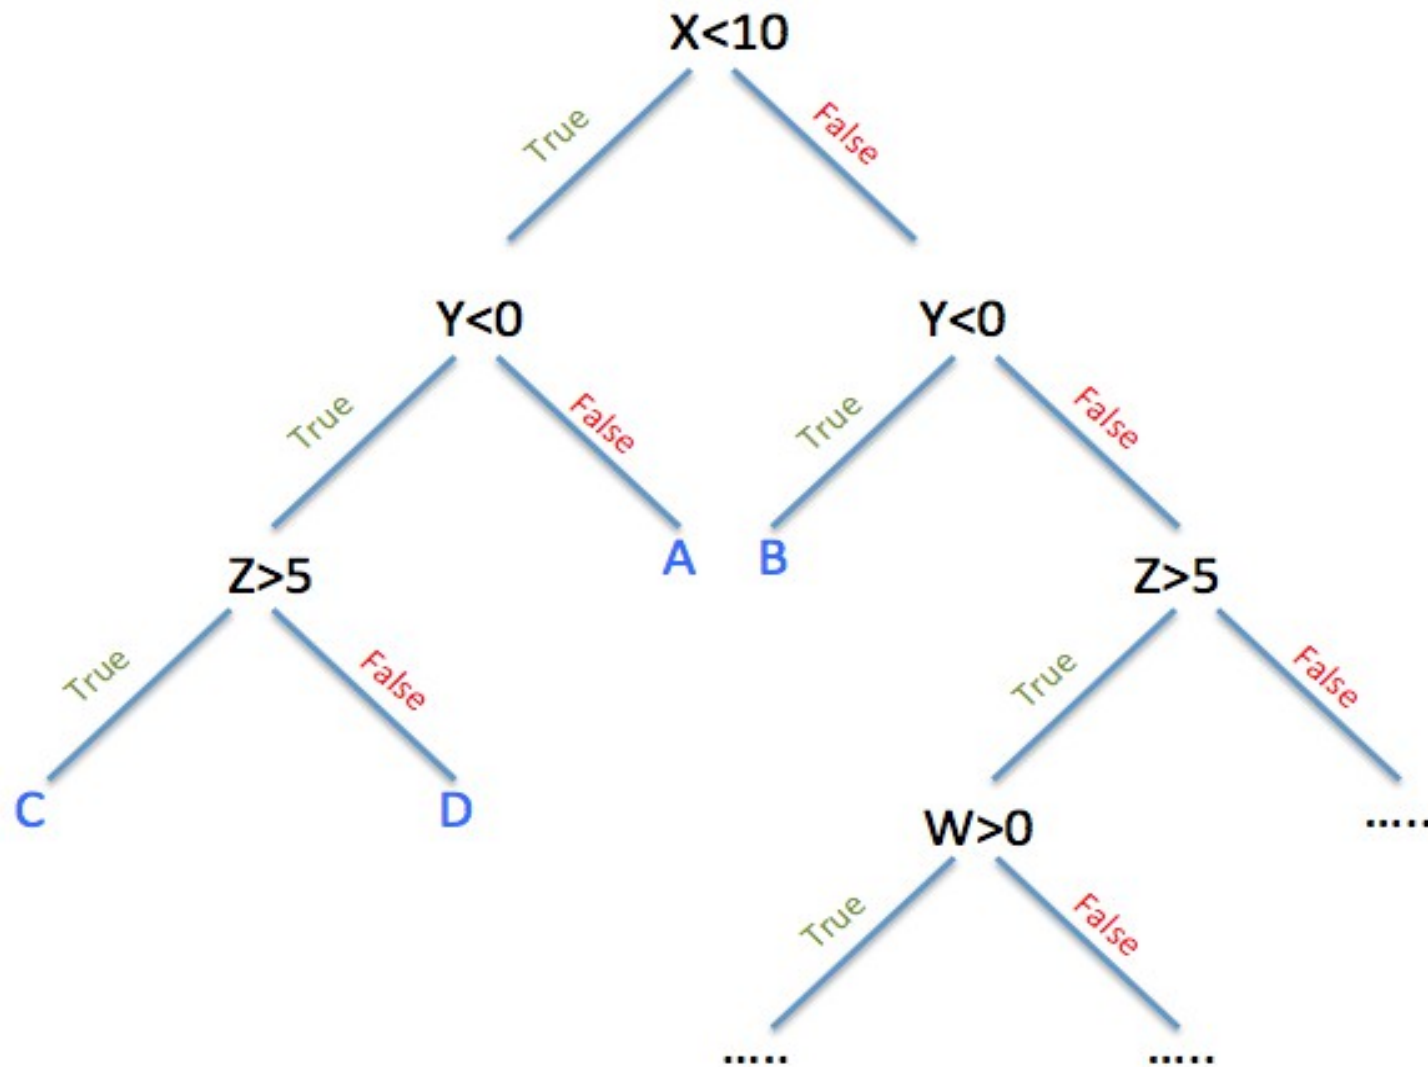 X<10
True
False
Y<0
Y<0
True
False
True
False
A
B
Z>5
Z>5
True
False
True
False
C
D
W>0
.....
True
False
.....
.....